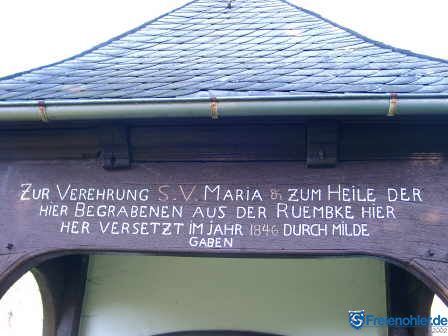 ZUR VEREHRUNG S.V. MARIA & ZUM HEILE DER
HIER BEGRABENEN AUS DER RUEMBKE HIER
HER VERSETZT IM JAHR 1846 DURCH MILDE
GABEN
Freienohler.de